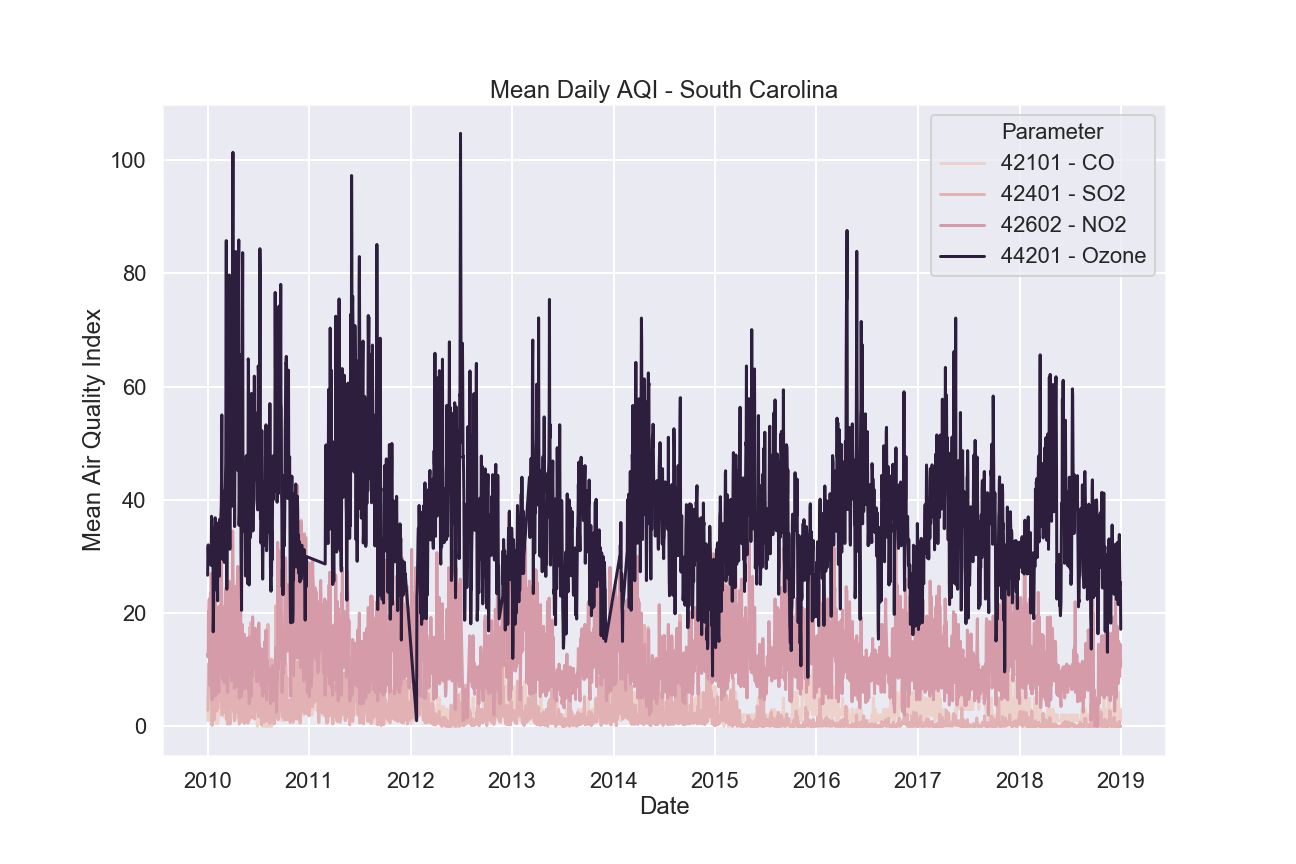 Mean Daily AQI - South Carolina
Parameter
42101 - CO
42401 - SO2
42602 - NO2
44201 - Ozone
Mean Air Quality Index
100
80
60
40
20
0
2010 2011 2012 2013 2014 2015 2016 2017 2018 2019
Date